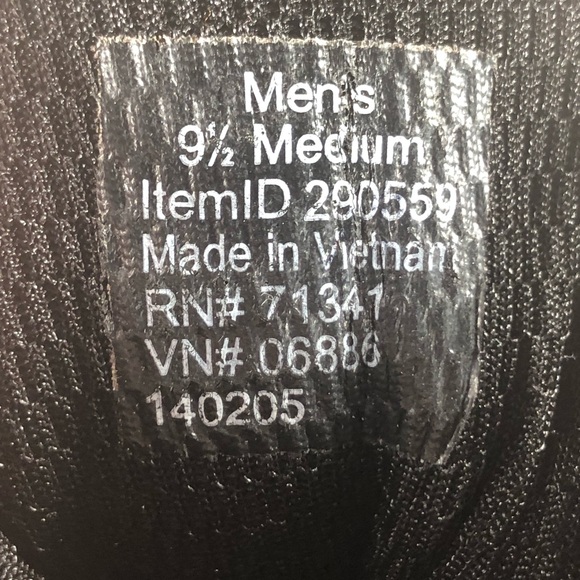 Men's
9½ Medium
ItemID 290559
Made in Vietnam
RN# 71341
VN# 06886
140205